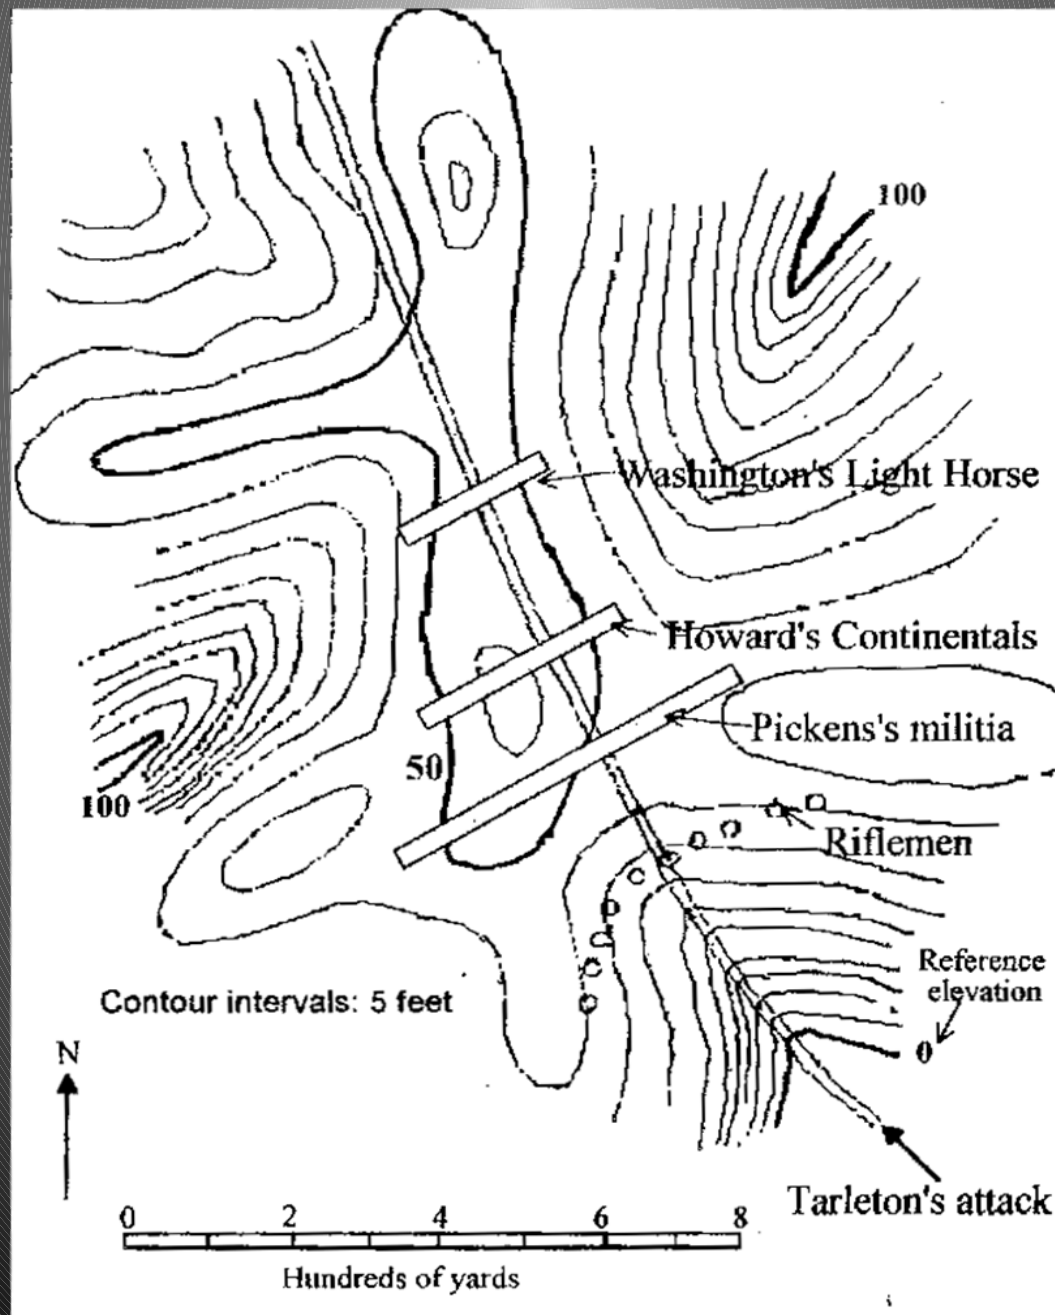 100
Washington's Light Horse
Howard's Continentals
Pickens's militia
50
100
Riflemen
Reference
elevation
Contour intervals: 5 feet
0
N
Tarleton's attack
0 2 4 6 8
Hundreds of yards